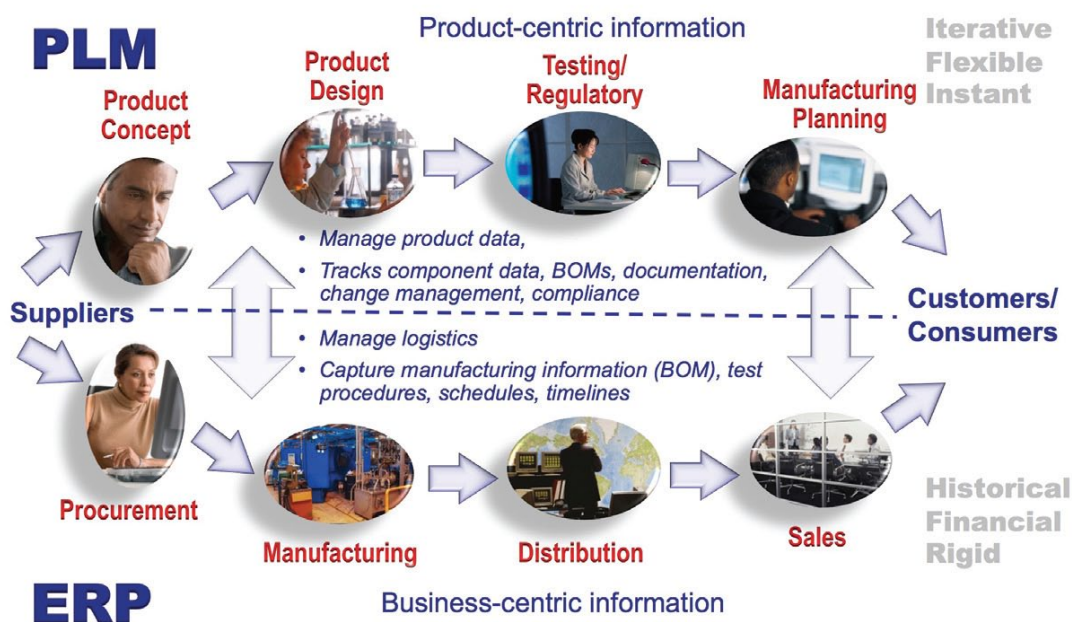 PLM
Product-centric information
Iterative
Flexible
Instant
Product
Concept
Product
Design
Testing/
Regulatory
Manufacturing
Planning
• Manage product data,
• Tracks component data, BOMs, documentation,
change management, compliance
Suppliers
Customers/
Consumers
• Manage logistics
• Capture manufacturing information (BOM), test
procedures, schedules, timelines
Procurement
Manufacturing
Distribution
Sales
Historical
Financial
Rigid
ERP
Business-centric information